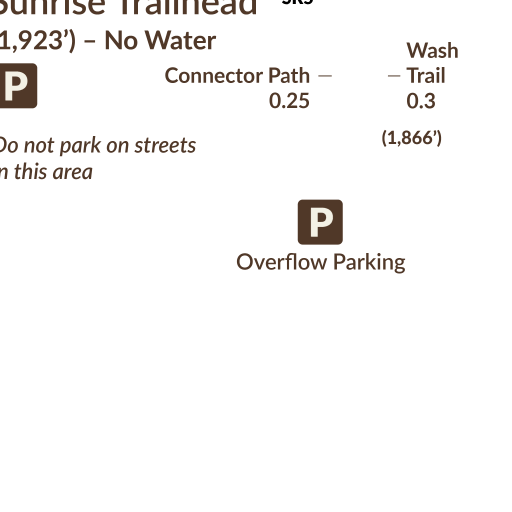 Sunrise Trailhead
1,923’) – No Water
Wash
Connector Path – – Trail
0.25 0.3
P
(1,866’)
Do not park on streets
n this area
P
Overflow Parking